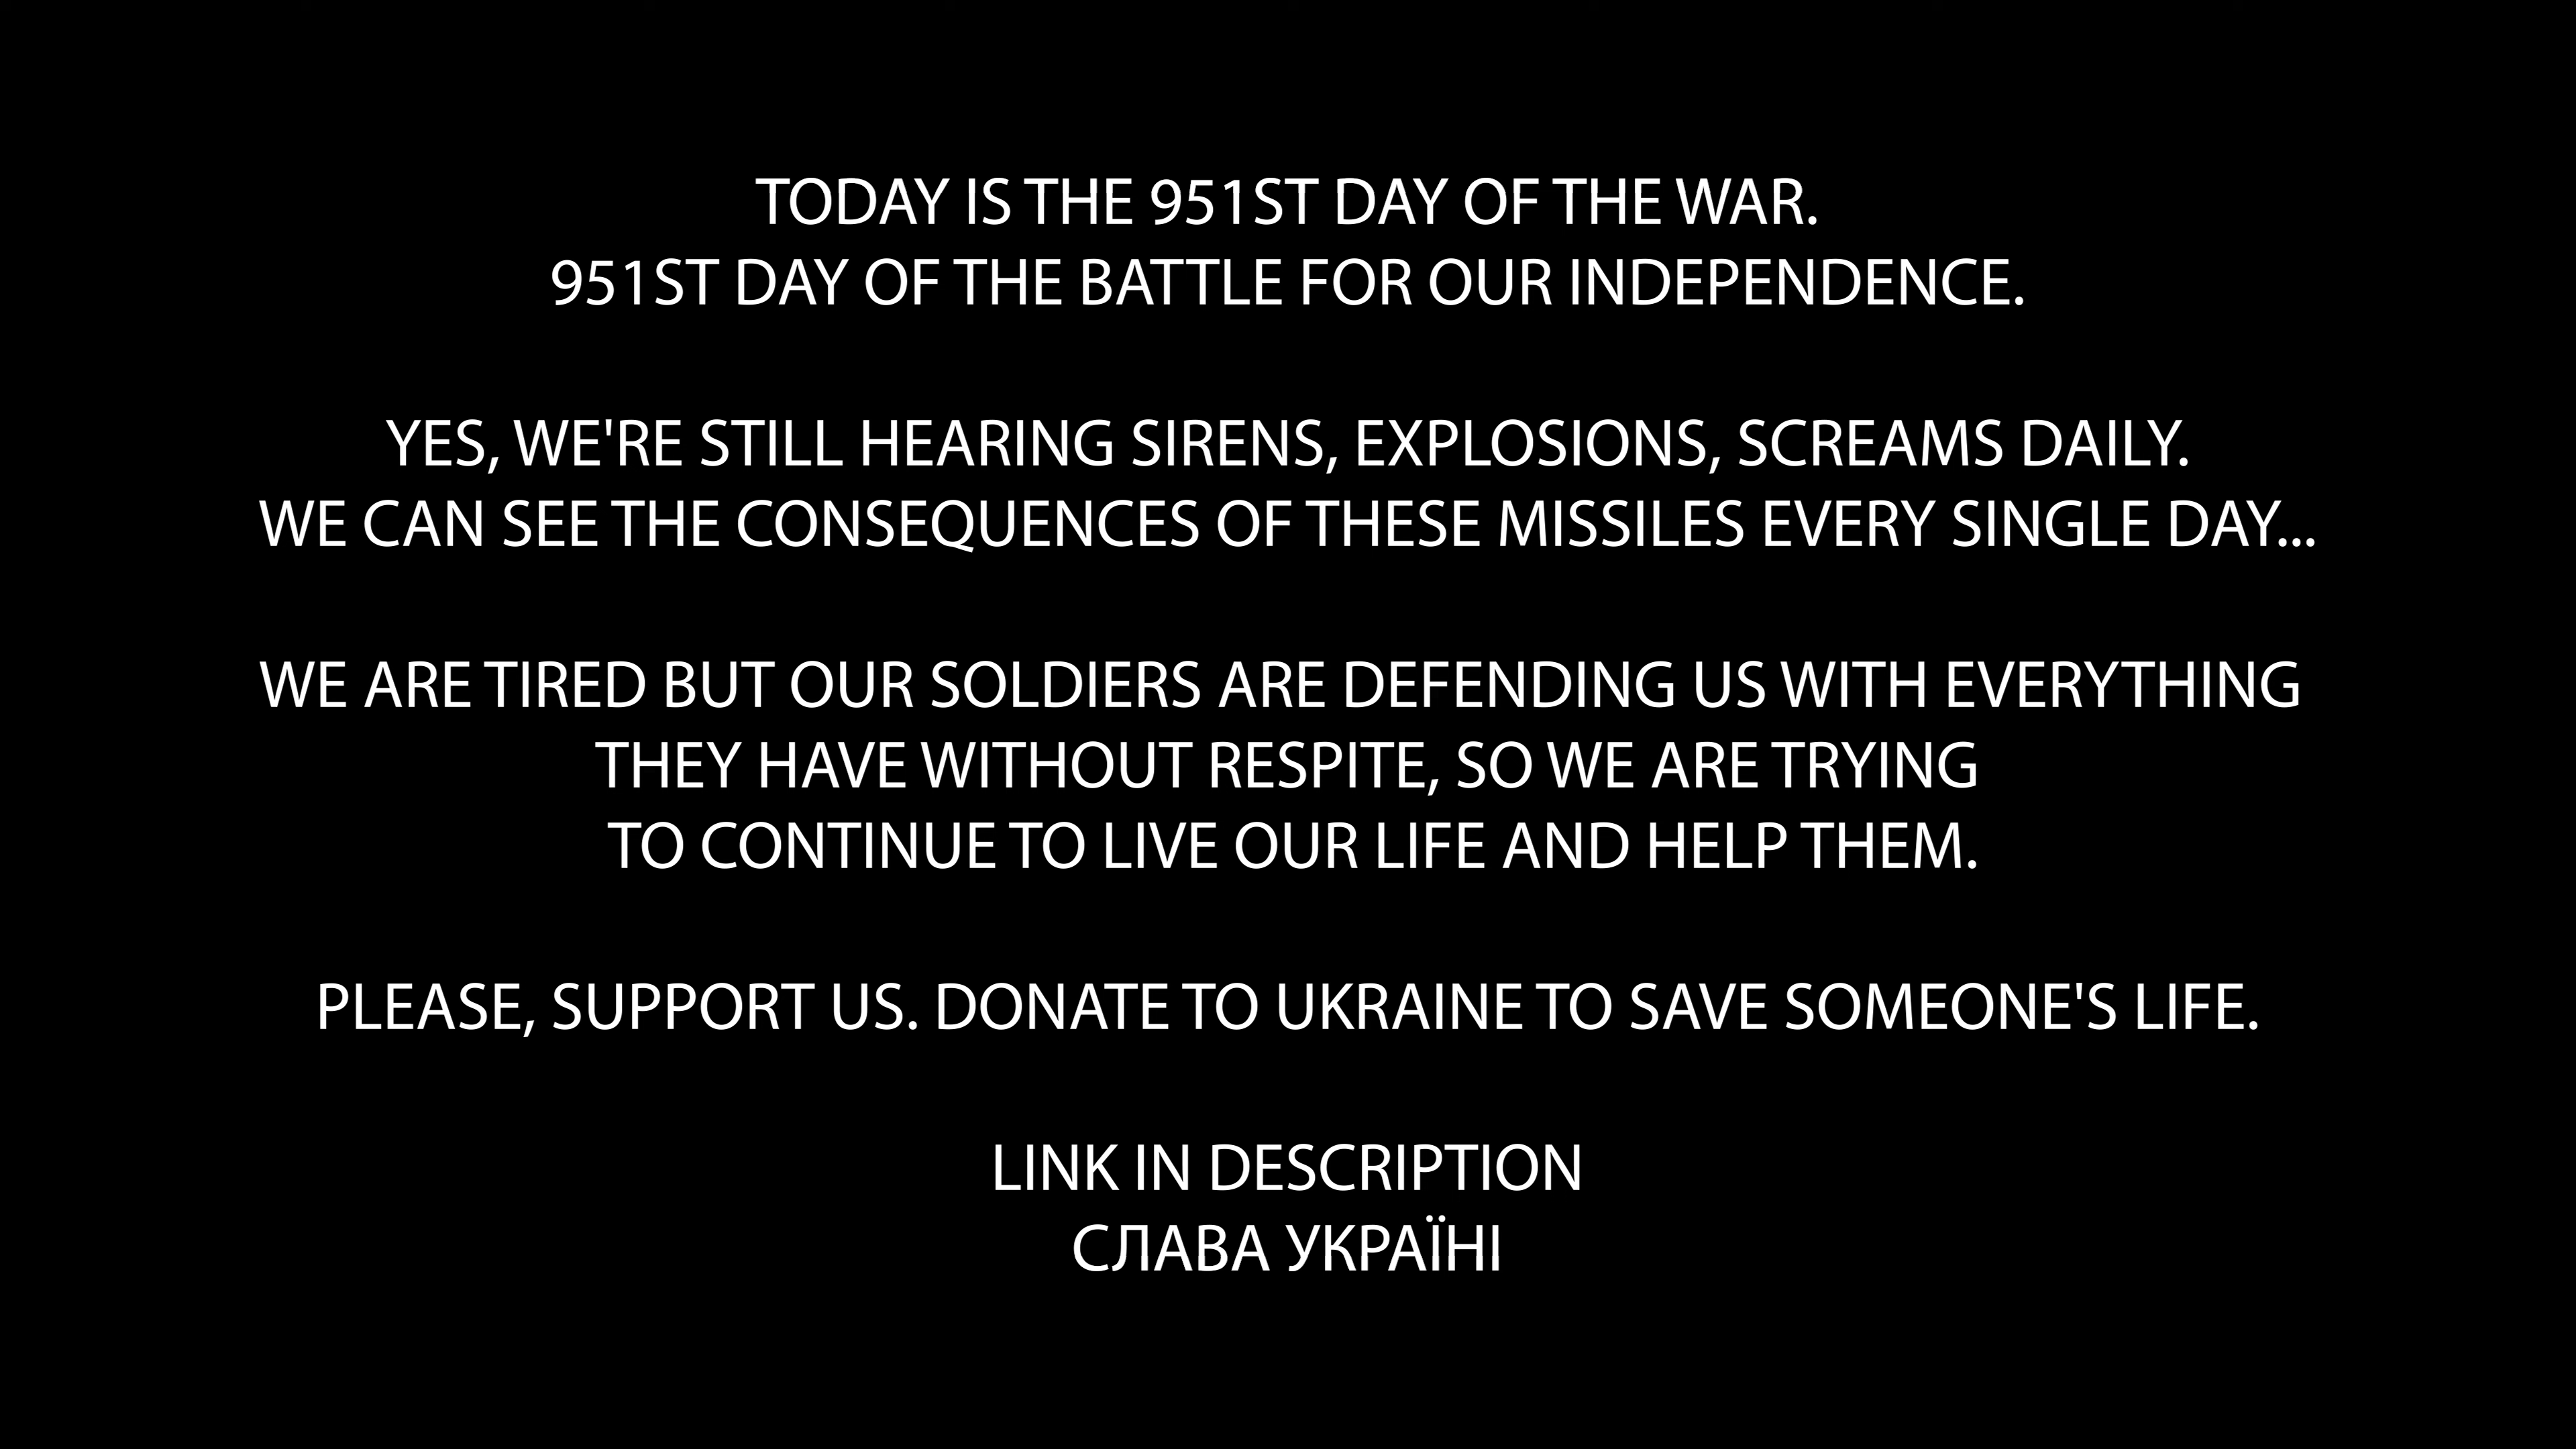 TODAY IS THE 951ST DAY OF THE WAR.
951ST DAY OF THE BATTLE FOR OUR INDEPENDENCE.
YES, WE'RE STILL HEARING SIRENS, EXPLOSIONS, SCREAMS DAILY.
WE CAN SEE THE CONSEQUENCES OF THESE MISSILES EVERY SINGLE DAY...
WE ARE TIRED BUT OUR SOLDIERS ARE DEFENDING US WITH EVERYTHING
THEY HAVE WITHOUT RESPITE, SO WE ARE TRYING
TO CONTINUE TO LIVE OUR LIFE AND HELP THEM.
PLEASE, SUPPORT US. DONATE TO UKRAINE TO SAVE SOMEONE'S LIFE.
LINK IN DESCRIPTION
СЛАВА УКРАЇНІ